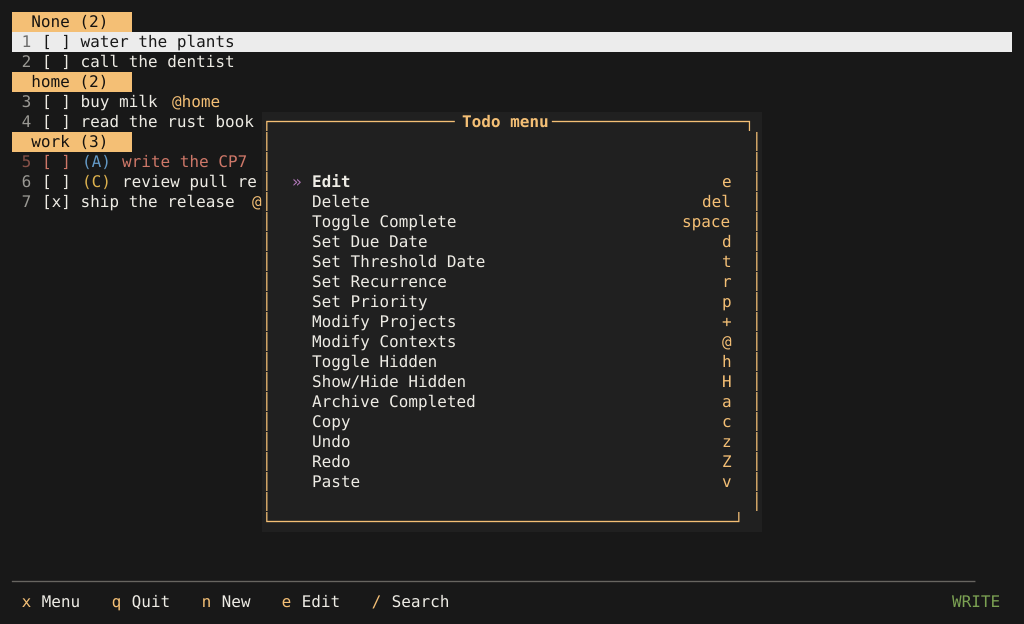 None (2)
1 [ ] water the plants
2 [ ] call the dentist
home (2)
3 [ ] buy milk @home
4 [ ] read the rust book
work (3)
5 [ ] (A) write the CP7
6 [ ] (C) review pull re
7 [x] ship the release @
Todo menu
» Edit e
Delete del
Toggle Complete space
Set Due Date d
Set Threshold Date t
Set Recurrence r
Set Priority p
Modify Projects +
Modify Contexts @
Toggle Hidden h
Show/Hide Hidden H
Archive Completed a
Copy c
Undo z
Redo Z
Paste v
x Menu q Quit n New e Edit / Search WRITE